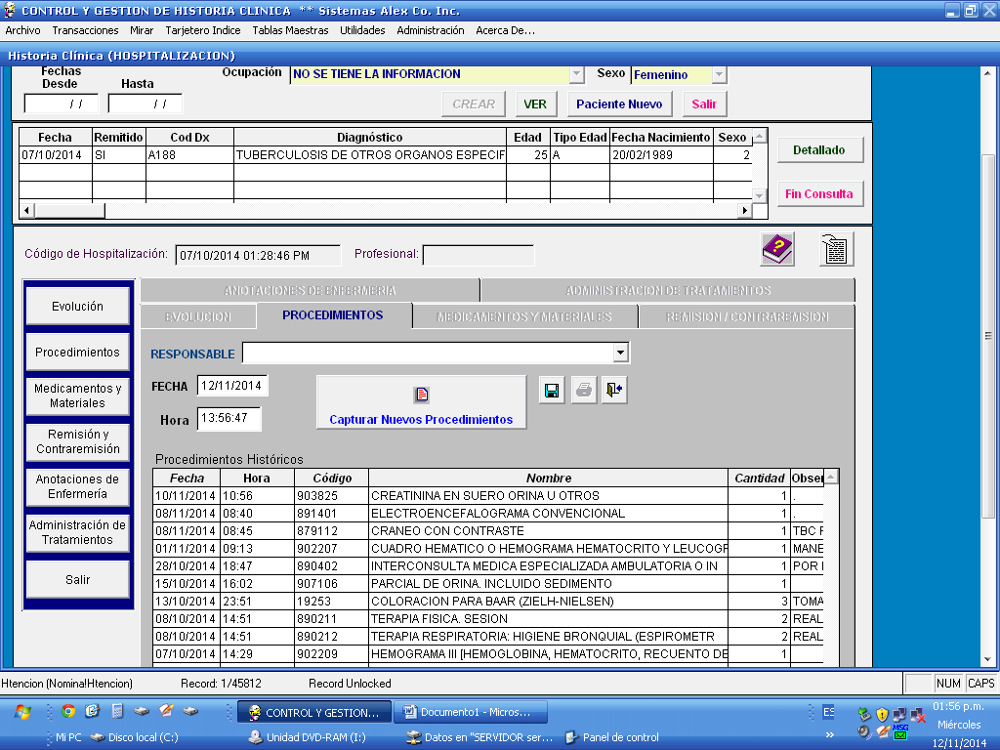 CONTROL Y GESTION DE HISTORIA CLINICA ** Sistemas Alex Co. Inc.
Archivo Transacciones Mirar Tarjetero Indice Tablas Maestras Utilidades Administración Acerca De...
Historia Clínica (HOSPITALIZACION)
Fechas
Desde Hasta
Ocupación NO SE TIENE LA INFORMACION Sexo Femenino
/ / / /
CREAR VER Paciente Nuevo Salir
Fecha Remitido Cod Dx Diagnóstico Edad Tipo Edad Fecha Nacimiento Sexo
07/10/2014 SI A188 TUBERCULOSIS DE OTROS ORGANOS ESPECIF 25 A 20/02/1989 2
Detallado
Fin Consulta
Código de Hospitalización: 07/10/2014 01:28:46 PM Profesional:
ANOTACIONES DE ENFERMERIA ADMINISTRACION DE TRATAMIENTOS
EVOLUCION PROCEDIMIENTOS MEDICAMENTOS Y MATERIALES REMISION / CONTRAREMISION
Evolución
Procedimientos
Medicamentos y
Materiales
Remisión y
Contraremisión
Anotaciones de
Enfermería
Administración de
Tratamientos
Salir
RESPONSABLE
FECHA 12/11/2014
Hora 13:56:47
Capturar Nuevos Procedimientos
Procedimientos Históricos
Fecha Hora Código Nombre Cantidad Obser
10/11/2014 10:56 903825 CREATININA EN SUERO ORINA U OTROS 1 .
08/11/2014 08:40 891401 ELECTROENCEFALOGRAMA CONVENCIONAL 1 .
08/11/2014 08:45 879112 CRANEO CON CONTRASTE 1 TBC F
01/11/2014 09:13 902207 CUADRO HEMATICO O HEMOGRAMA HEMATOCRITO Y LEUCOGR 1 MANE
28/10/2014 18:47 890402 INTERCONSULTA MEDICA ESPECIALIZADA AMBULATORIA O IN 1 POR
15/10/2014 16:02 907106 PARCIAL DE ORINA. INCLUIDO SEDIMENTO 1
13/10/2014 23:51 19253 COLORACION PARA BAAR (ZIELH-NIELSEN) 3 TOMA
08/10/2014 14:51 890211 TERAPIA FISICA. SESION 2 REAL
08/10/2014 14:51 890212 TERAPIA RESPIRATORIA: HIGIENE BRONQUIAL (ESPIROMETR 2 REAL
07/10/2014 14:29 902209 HEMOGRAMA III [HEMOGLOBINA, HEMATOCRITO, RECUENTO DE 1
Htencion (Nomina!Htencion) Record: 1/45812 Record Unlocked NUM CAPS
CONTROL Y GESTION... Documento1 - Micros... ES 01:56 p.m.
Miércoles
Mi PC Disco local (C:) Unidad DVD-RAM (I:) Datos en "SERVIDOR ser... Panel de control » MSG
12/11/2014